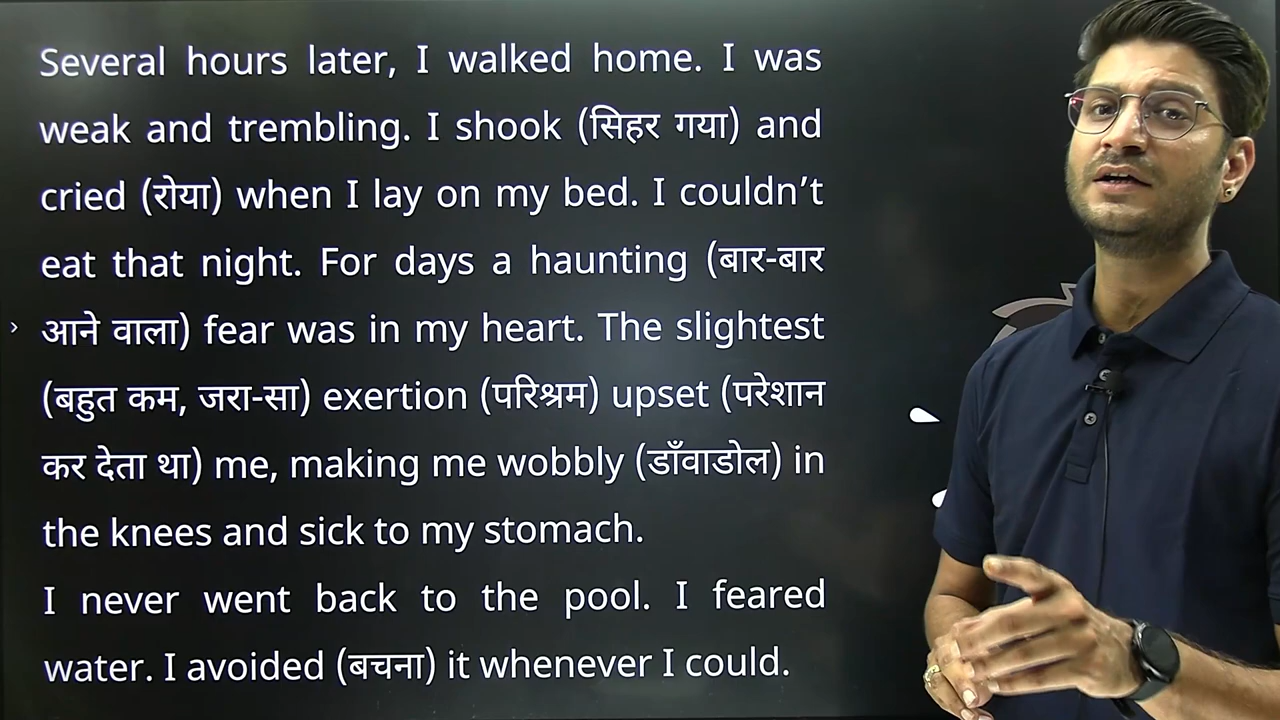 Several hours later, I walked home. I was
weak and trembling. I shook (सिहर गया) and
cried (रोया) when I lay on my bed. I couldn’t
eat that night. For days a haunting (बार-बार
आने वाला) fear was in my heart. The slightest
(बहुत कम, जरा-सा) exertion (परिश्रम) upset (परेशान
कर देता था) me, making me wobbly (डाँवाडोल) in
the knees and sick to my stomach.
I never went back to the pool. I feared
water. I avoided (बचना) it whenever I could.